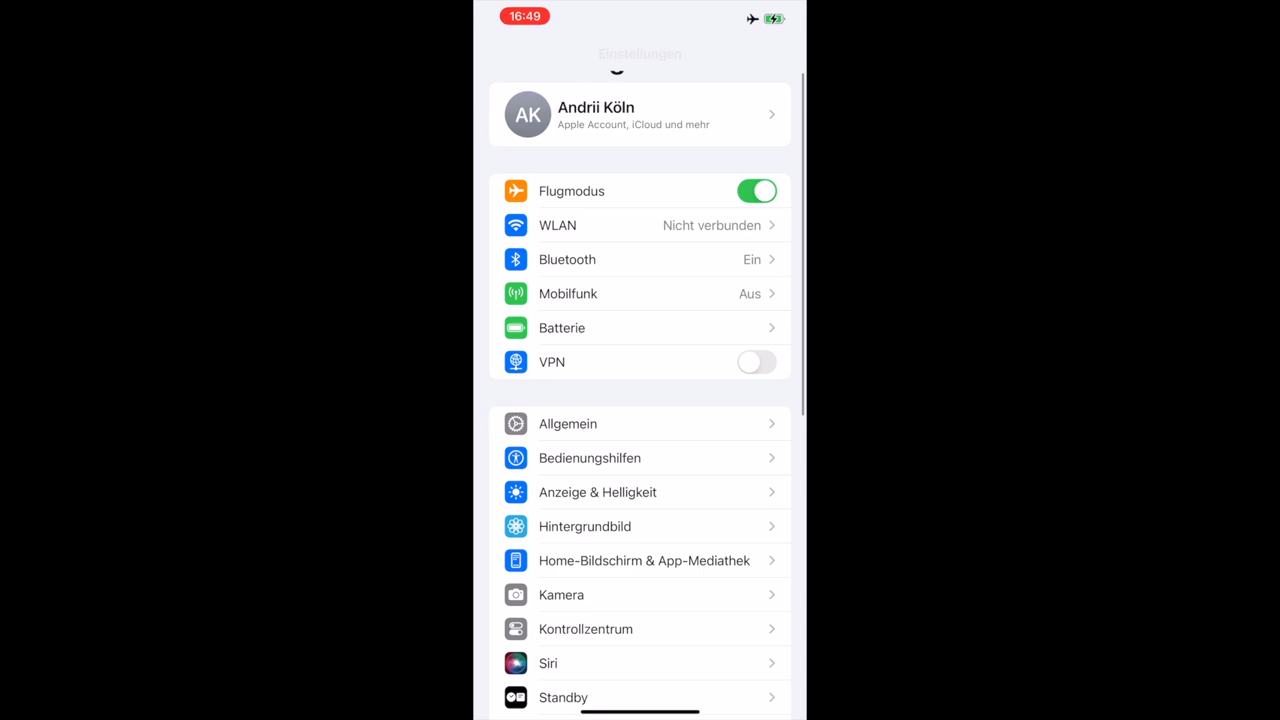 16:49
Einstellungen
AK
Andrii Köln
Apple Account, iCloud und mehr
Flugmodus
WLAN Nicht verbunden
Bluetooth Ein
Mobilfunk Aus
Batterie
VPN
Allgemein
Bedienungshilfen
Anzeige & Helligkeit
Hintergrundbild
Home-Bildschirm & App-Mediathek
Kamera
Kontrollzentrum
Siri
Standby